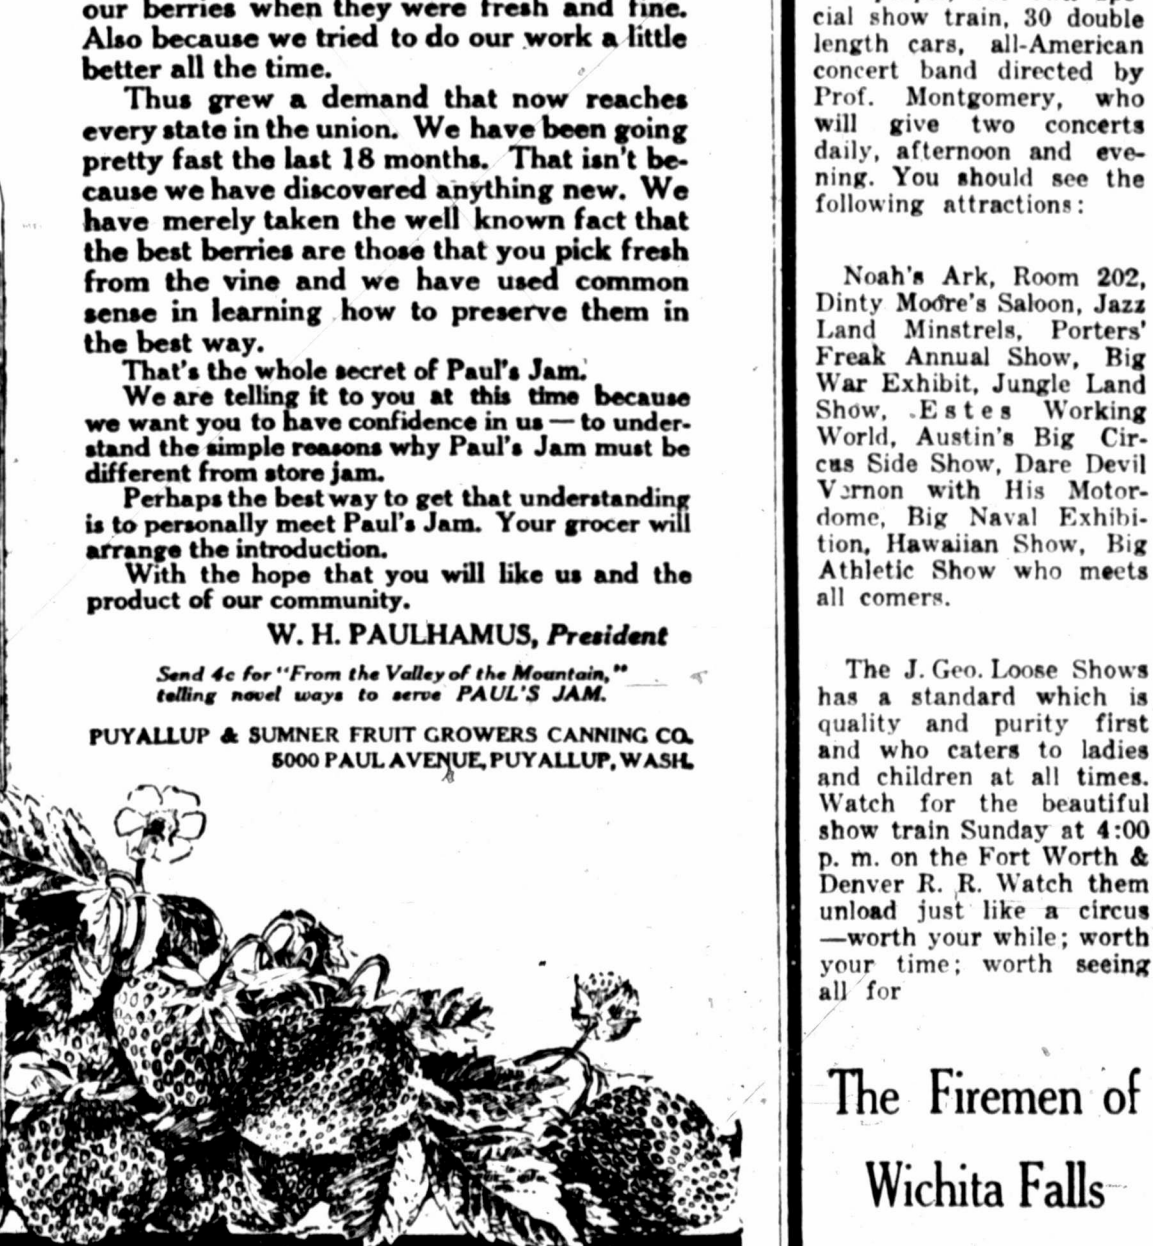 our berries when they were fresh and fine.
Also because we tried to do our work a little
better all the time.
Thus grew a demand that now reaches
every state in the union. We have been going
pretty fast the last 18 months. That isn't be-
cause we have discovered anything new. We
have merely taken the well known fact that
the best berries are those that you pick fresh
from the vine and we have used common
sense in learning how to preserve them in
the best way.
That's the whole secret of Paul's Jam.
We are telling it to you at this time because
we want you to have confidence in us — to under-
stand the simple reasons why Paul's Jam must be
different from store jam.
Perhaps the best way to get that understanding
is to personally meet Paul's Jam. Your grocer will
arrange the introduction.
With the hope that you will like us and the
product of our community.
W. H. PAULHAMUS, President
Send 4c for "From the Valley of the Mountain,"
telling novel ways to serve PAUL'S JAM.
PUYALLUP & SUMNER FRUIT GROWERS CANNING CO.
5000 PAUL AVENUE, PUYALLUP, WASH.
cial show train, 30 double
length cars, all-American
concert band directed by
Prof. Montgomery, who
will give two concerts
daily, afternoon and eve-
ning. You should see the
following attractions:
Noah's Ark, Room 202,
Dinty Moore's Saloon, Jazz
Land Minstrels, Porters'
Freak Annual Show, Big
War Exhibit, Jungle Land
Show, Estes Working
World, Austin's Big Cir-
cus Side Show, Dare Devil
Vernon with His Motor-
dome, Big Naval Exhibi-
tion, Hawaiian Show, Big
Athletic Show who meets
all comers.
The J. Geo. Loose Shows
has a standard which is
quality and purity first
and who caters to ladies
and children at all times.
Watch for the beautiful
show train Sunday at 4:00
p. m. on the Fort Worth &
Denver R. R. Watch them
unload just like a circus
—worth your while; worth
your time; worth seeing
all for
The Firemen of
Wichita Falls